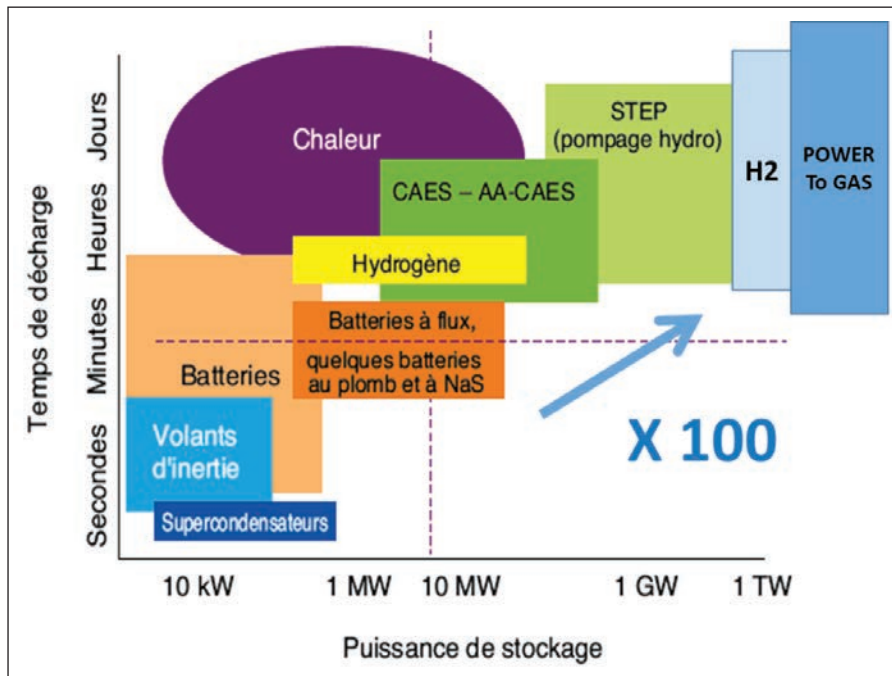 Temps de décharge
Jours
Heures
Minutes
Secondes
Chaleur
STEP
(pompage hydro)
H2
POWER
To GAS
CAES – AA-CAES
Hydrogène
Batteries à flux,
quelques batteries
au plomb et à NaS
Batteries
Volants
d'inertie
Supercondensateurs
X 100
10 kW
1 MW
10 MW
1 GW
1 TW
Puissance de stockage